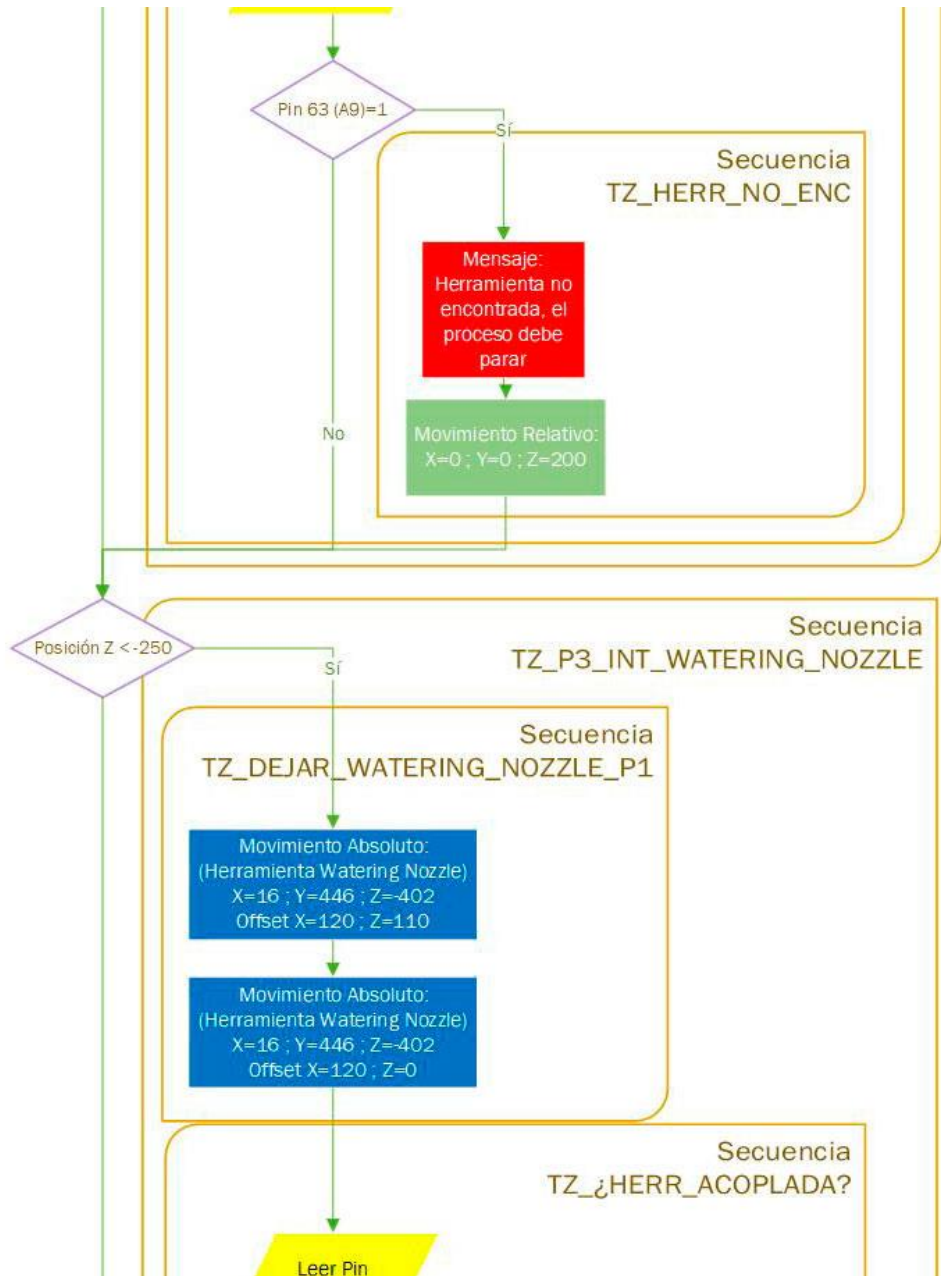 Pin 63 (A9)=1
Sí
Secuencia
TZ_HERR_NO_ENC
Mensaje:
Herramienta no
encontrada, el
proceso debe
parar
No
Movimiento Relativo:
X=0 ; Y=0 ; Z=200
Posición Z <-250
Sí
Secuencia
TZ_P3_INT_WATERING_NOZZLE
Secuencia
TZ_DEJAR_WATERING_NOZZLE_P1
Movimiento Absoluto:
(Herramienta Watering Nozzle)
X=16 ; Y=446 ; Z=-402
Offset X=120 ; Z=110
Movimiento Absoluto:
(Herramienta Watering Nozzle)
X=16 ; Y=446 ; Z=-402
Offset X=120 ; Z=0
Secuencia
TZ_¿HERR_ACOPLADA?
Leer Pin